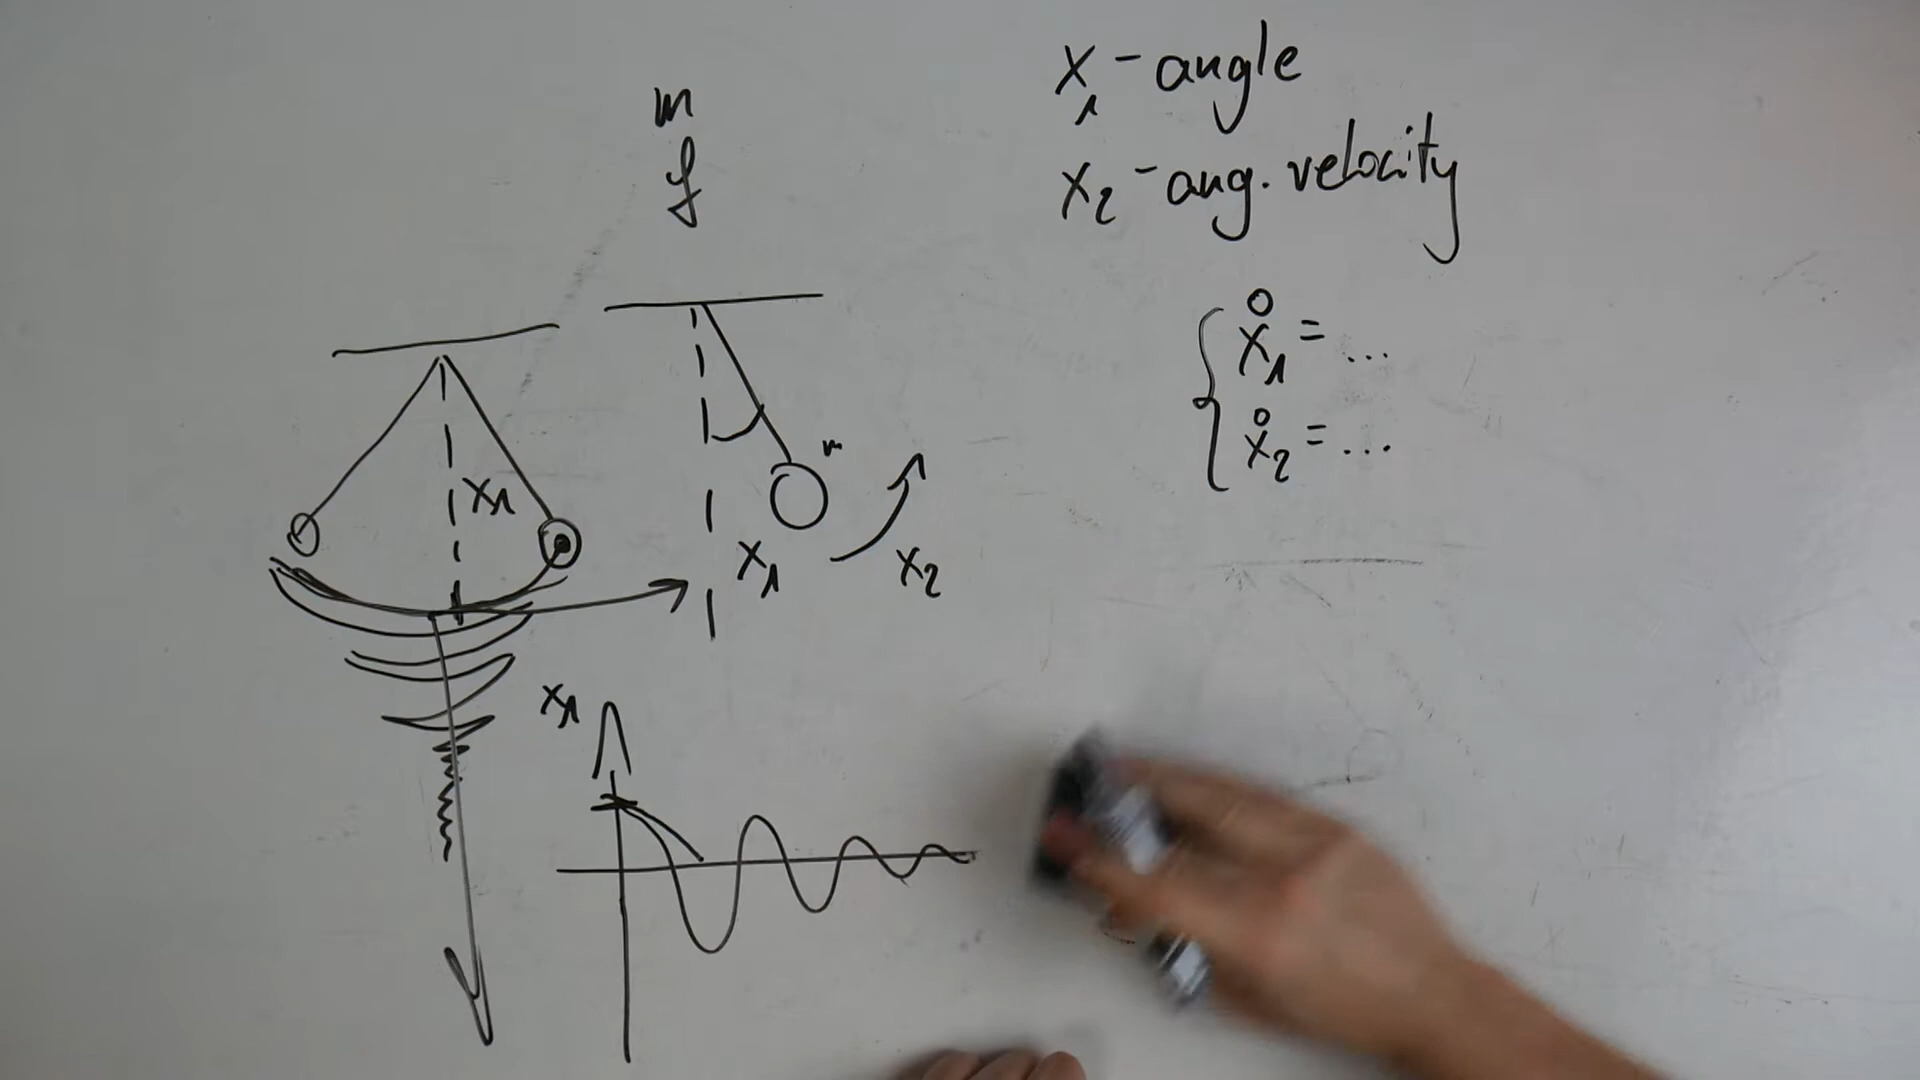 m
f
x₁ - angle
x₂ - ang. velocity
ẋ₁ = ...
ẋ₂ = ...
x₁
m
x₁
x₂
x₁